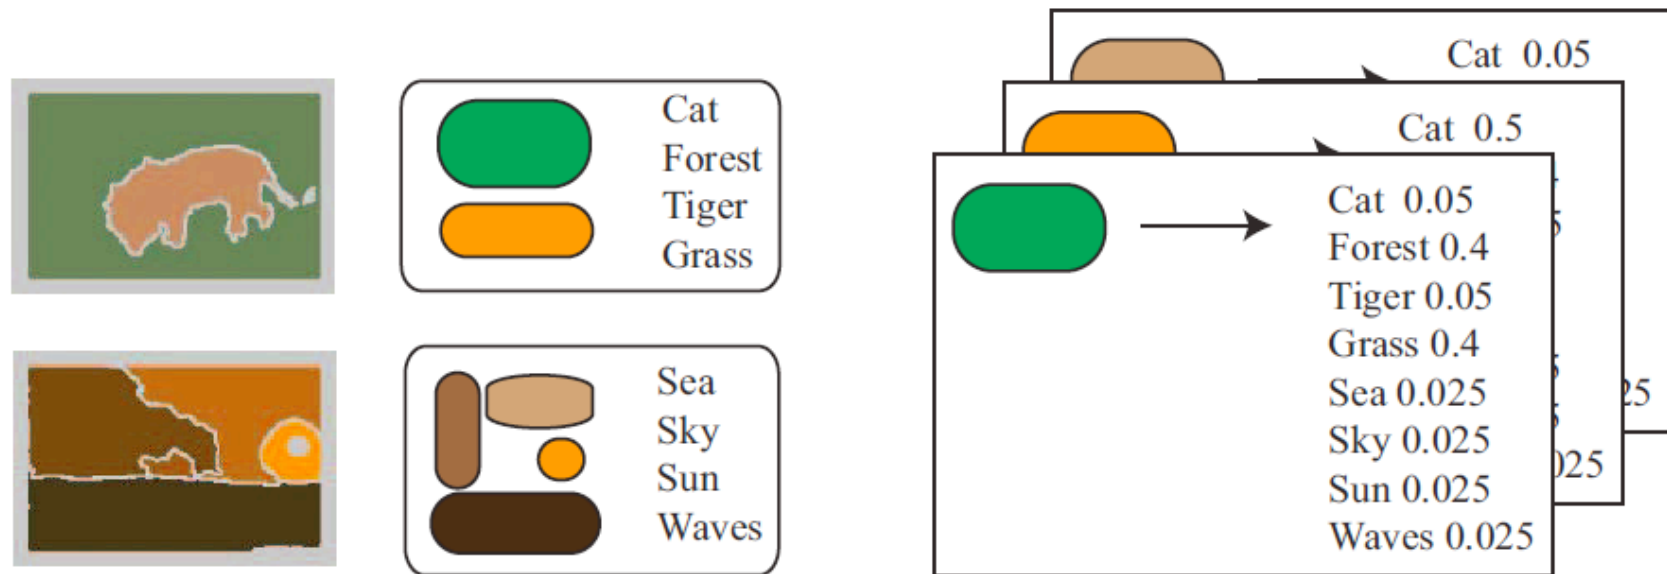 Cat
Forest
Tiger
Grass
Sea
Sky
Sun
Waves
Cat 0.05
Cat 0.5
Cat 0.05
Forest 0.4
Tiger 0.05
Grass 0.4
Sea 0.025
Sky 0.025
Sun 0.025
Waves 0.025